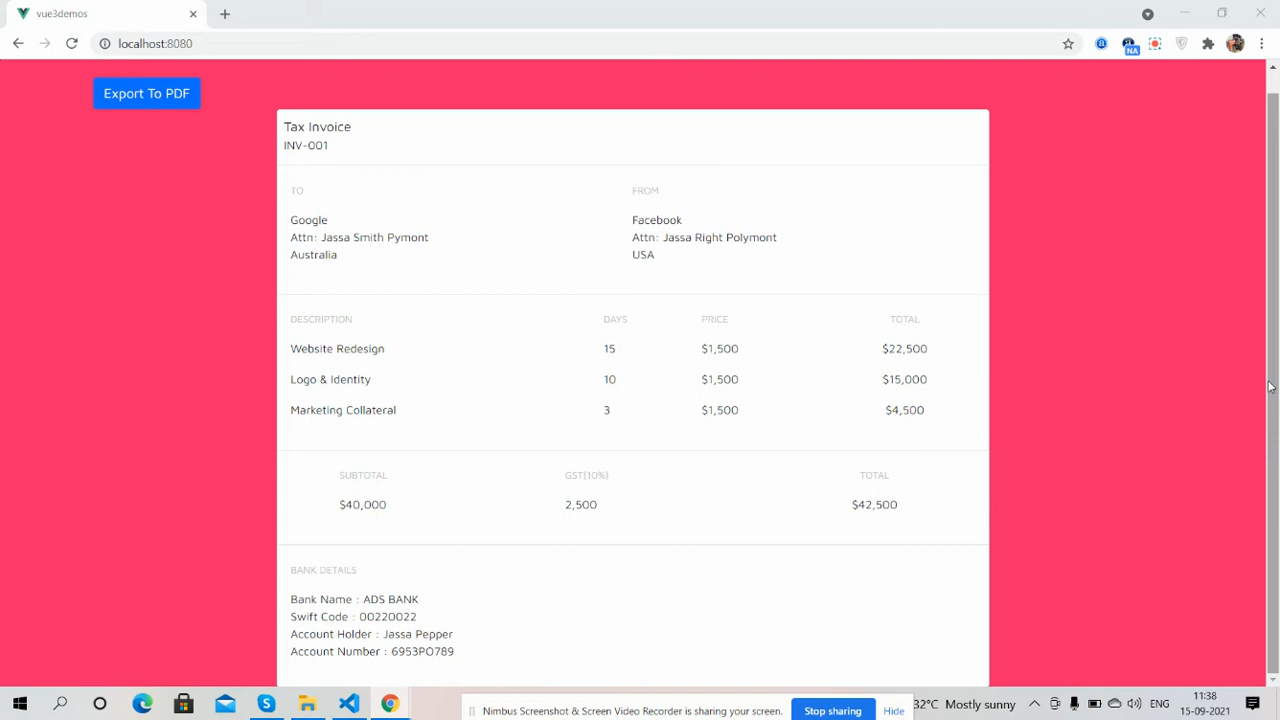 vue3demos
localhost:8080
NA
Export To PDF
Tax Invoice
INV-001
TO
FROM
Google
Facebook
Attn: Jassa Smith Pymont
Attn: Jassa Right Polymont
Australia
USA
DESCRIPTION DAYS PRICE TOTAL
Website Redesign 15 $1,500 $22,500
Logo & Identity 10 $1,500 $15,000
Marketing Collateral 3 $1,500 $4,500
SUBTOTAL GST(10%) TOTAL
$40,000 2,500 $42,500
BANK DETAILS
Bank Name : ADS BANK
Swift Code : 00220022
Account Holder : Jassa Pepper
Account Number : 6953PO789
Nimbus Screenshot & Screen Video Recorder is sharing your screen. Stop sharing Hide
32°C Mostly sunny
ENG
11:38
15-09-2021